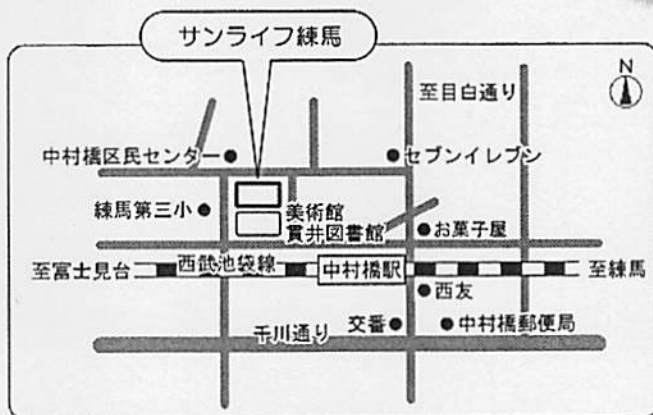 サンライフ練馬
N
至目白通り
中村橋区民センター
セブンイレブン
練馬第三小
美術館
貫井図書館
お菓子屋
至富士見台
西武池袋線
中村橋駅
至練馬
西友
交番
中村橋郵便局
千川通り